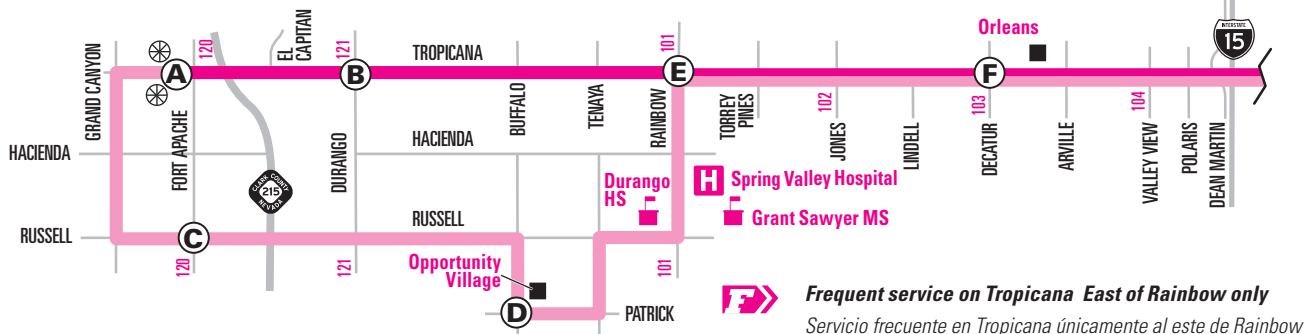 Orleans
INTERSTATE
15
101
120
121
EL
CAPITAN
TROPICANA
A
B
E
F
GRAND CANYON
FORT APACHE
DURANGO
BUFFALO
TENAYA
RAINBOW
TORREY
PINES
102
JONES
LINDELL
103
DECATUR
ARVILLE
104
VALLEY VIEW
POLARIS
DEAN MARTIN
HACIENDA
HACIENDA
CLARK COUNTY
215
NEVADA
Durango
HS
H Spring Valley Hospital
Grant Sawyer MS
RUSSELL
C
RUSSELL
120
121
101
Opportunity
Village
D
PATRICK
F
Frequent service on Tropicana East of Rainbow only
Servicio frecuente en Tropicana únicamente al este de Rainbow